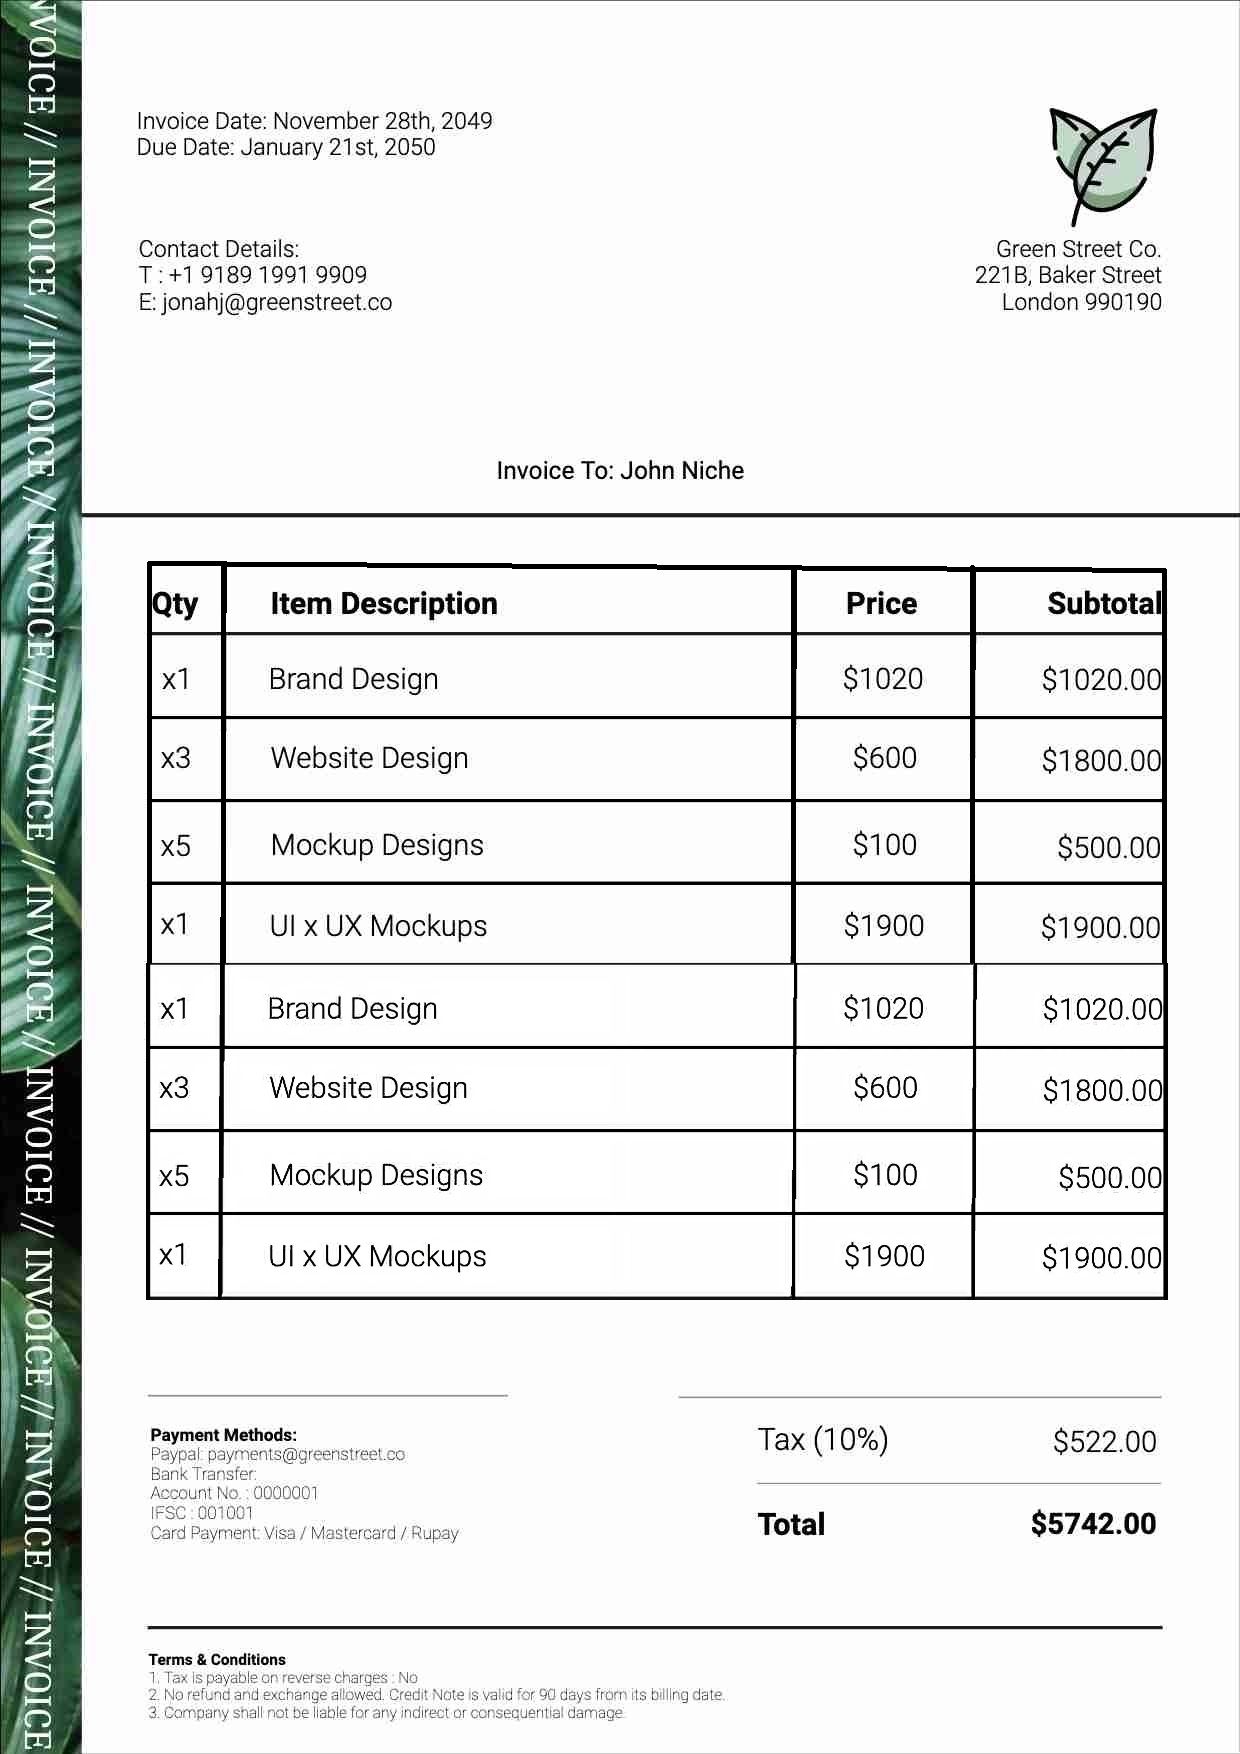 NVOICE // INVOICE // INVOICE // INVOICE // INVOICE // INVOICE // INVOICE // INVOICE // INVOICE // INVOICE
Invoice Date: November 28th, 2049
Due Date: January 21st, 2050
Contact Details:
T : +1 9189 1991 9909
E: jonahj@greenstreet.co
Green Street Co.
221B, Baker Street
London 990190
Invoice To: John Niche
Qty Item Description Price Subtotal
x1 Brand Design $1020 $1020.00
x3 Website Design $600 $1800.00
x5 Mockup Designs $100 $500.00
x1 UI x UX Mockups $1900 $1900.00
x1 Brand Design $1020 $1020.00
x3 Website Design $600 $1800.00
x5 Mockup Designs $100 $500.00
x1 UI x UX Mockups $1900 $1900.00
Payment Methods:
Paypal: payments@greenstreet.co
Bank Transfer:
Account No. : 0000001
IFSC : 001001
Card Payment: Visa / Mastercard / Rupay
Tax (10%) $522.00
Total $5742.00
Terms & Conditions
1. Tax is payable on reverse charges : No
2. No refund and exchange allowed. Credit Note is valid for 90 days from its billing date.
3. Company shall not be liable for any indirect or consequential damage.